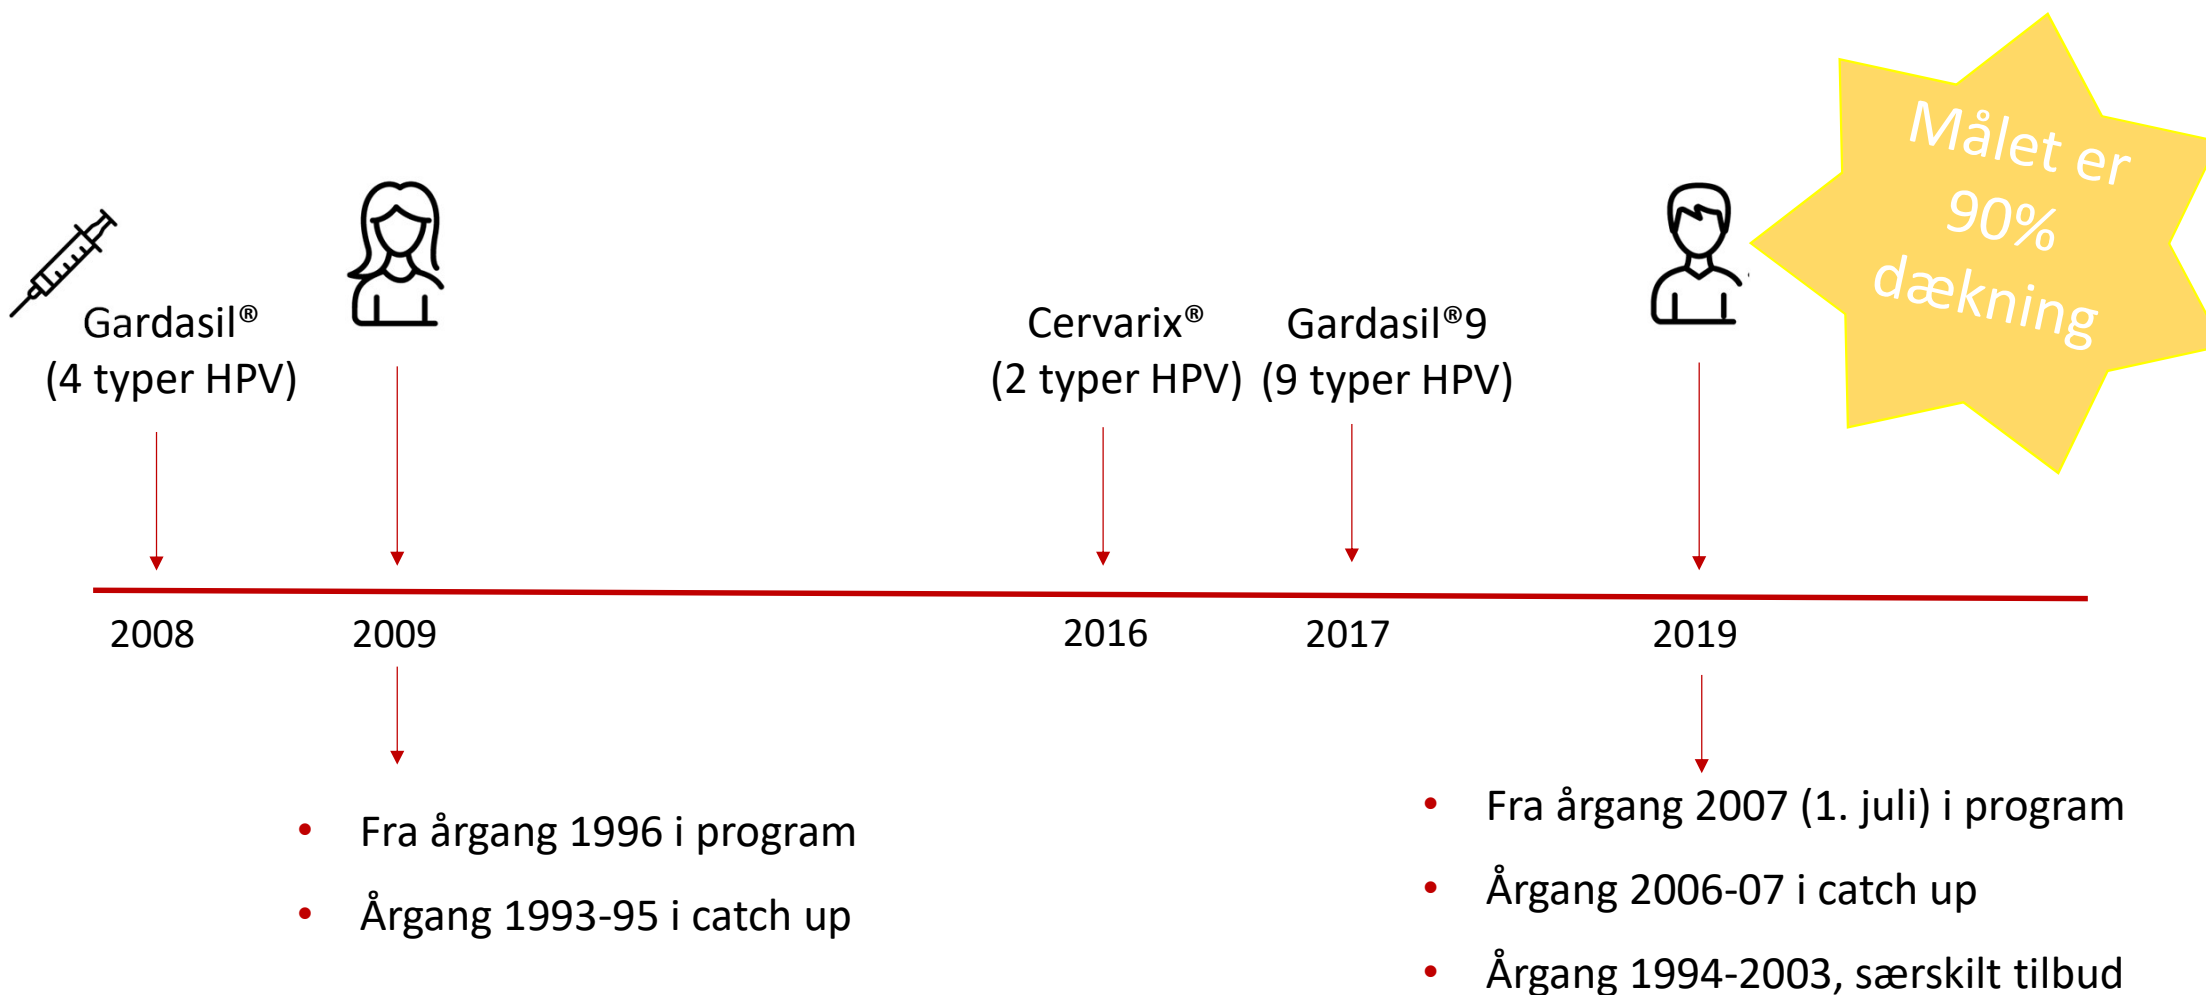 Målet er
90%
dækning
Gardasil®
(4 typer HPV)
Cervarix®
(2 typer HPV)
Gardasil®9
(9 typer HPV)
2008
2009
2016
2017
2019
• Fra årgang 1996 i program
• Årgang 1993-95 i catch up
• Fra årgang 2007 (1. juli) i program
• Årgang 2006-07 i catch up
• Årgang 1994-2003, særskilt tilbud